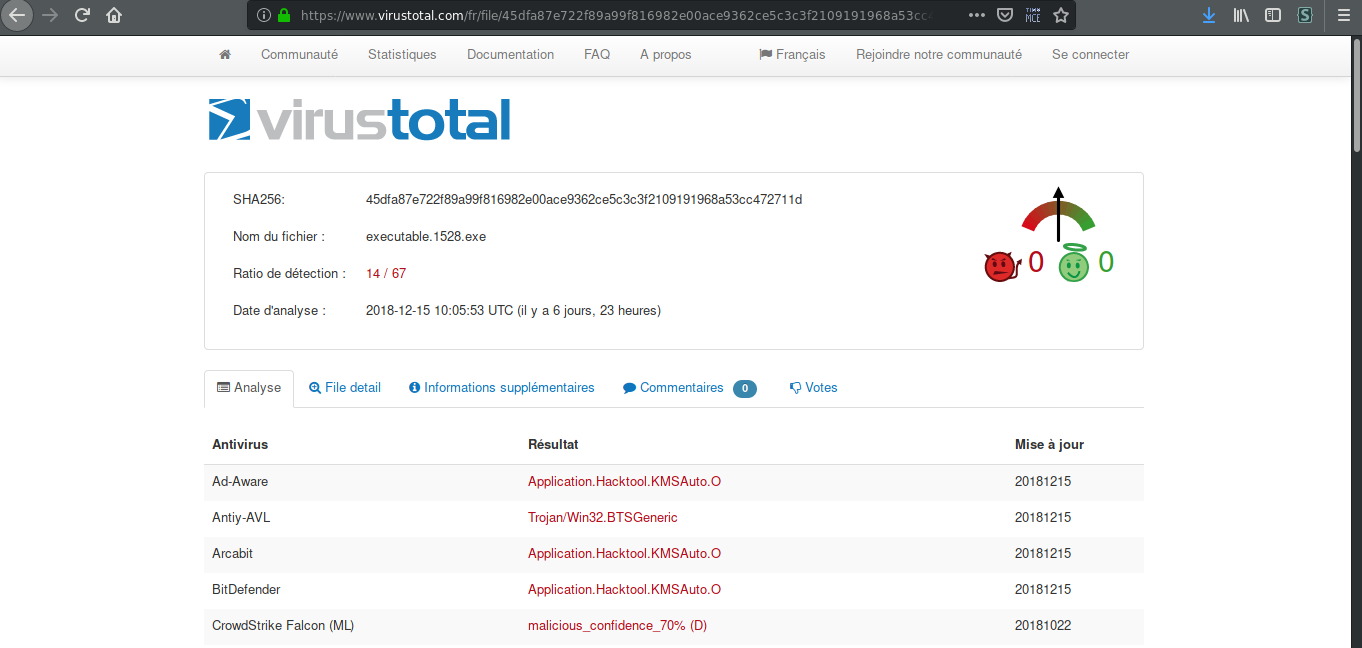 https://www.virustotal.com/fr/file/45dfa87e722f89a99f816982e00ace9362ce5c3c3f2109191968a53cc4
TIME MCE
S
Communauté Statistiques Documentation FAQ A propos Français Rejoindre notre communauté Se connecter
virustotal
SHA256: 45dfa87e722f89a99f816982e00ace9362ce5c3c3f2109191968a53cc472711d
Nom du fichier : executable.1528.exe
Ratio de détection : 14 / 67
Date d'analyse : 2018-12-15 10:05:53 UTC (il y a 6 jours, 23 heures)
0 0
Analyse File detail Informations supplémentaires Commentaires 0 Votes
Antivirus Résultat Mise à jour
Ad-Aware Application.Hacktool.KMSAuto.O 20181215
Antiy-AVL Trojan/Win32.BTSGeneric 20181215
Arcabit Application.Hacktool.KMSAuto.O 20181215
BitDefender Application.Hacktool.KMSAuto.O 20181215
CrowdStrike Falcon (ML) malicious_confidence_70% (D) 20181022